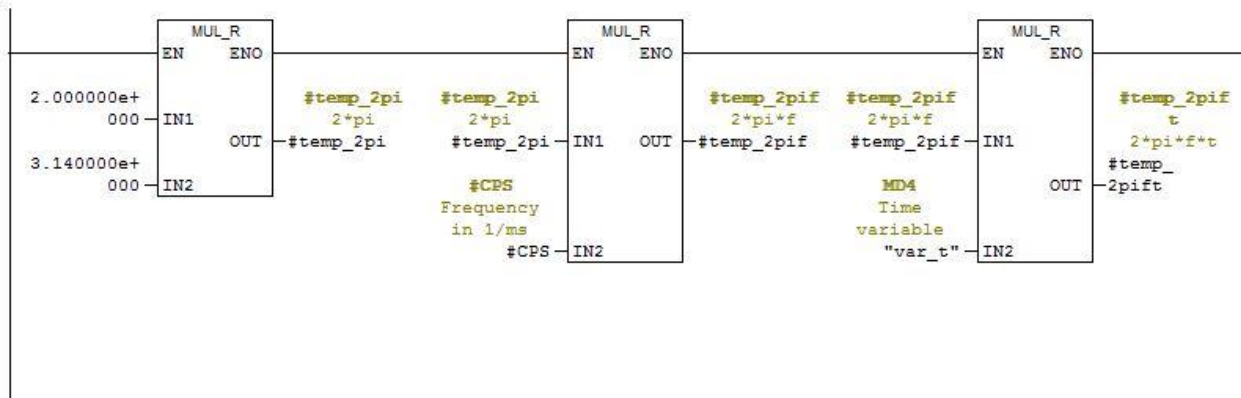 MUL_R
EN ENO
2.000000e+
000
IN1
3.140000e+
000
IN2
OUT
#temp_2pi
2*pi
#temp_2pi
MUL_R
EN ENO
#temp_2pi
2*pi
#temp_2pi
IN1
#CPS
Frequency
in 1/ms
#CPS
IN2
OUT
#temp_2pif
2*pi*f
#temp_2pif
MUL_R
EN ENO
#temp_2pif
2*pi*f
#temp_2pif
IN1
MD4
Time
variable
"var_t"
IN2
OUT
#temp_2pif
t
2*pi*f*t
#temp_
2pift